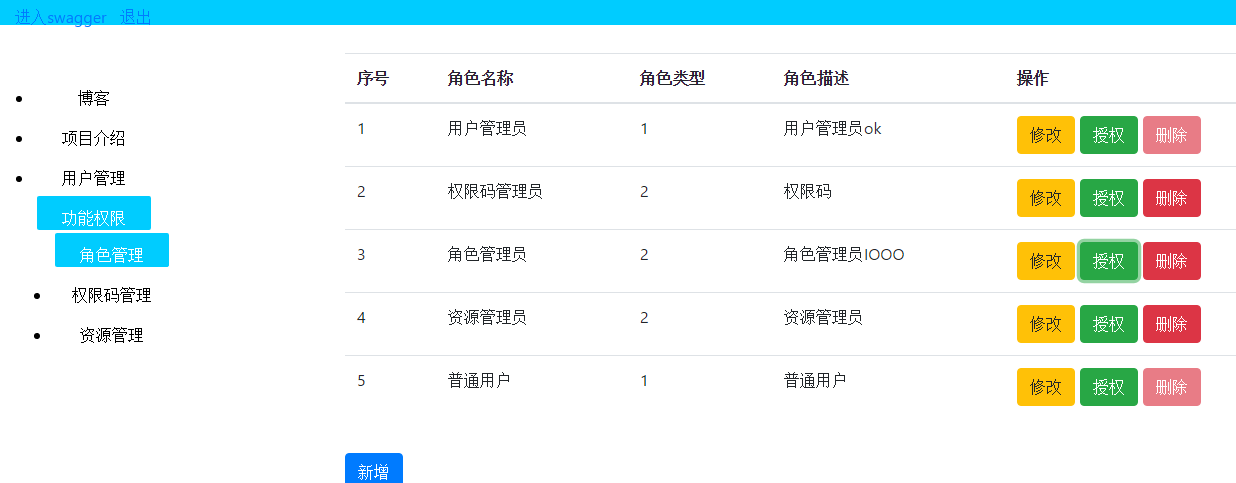 进入swagger 退出
博客
项目介绍
用户管理
功能权限
角色管理
权限码管理
资源管理
序号 角色名称 角色类型 角色描述 操作
1 用户管理员 1 用户管理员ok 修改 授权 删除
2 权限码管理员 2 权限码 修改 授权 删除
3 角色管理员 2 角色管理员IOOO 修改 授权 删除
4 资源管理员 2 资源管理员 修改 授权 删除
5 普通用户 1 普通用户 修改 授权 删除
新增